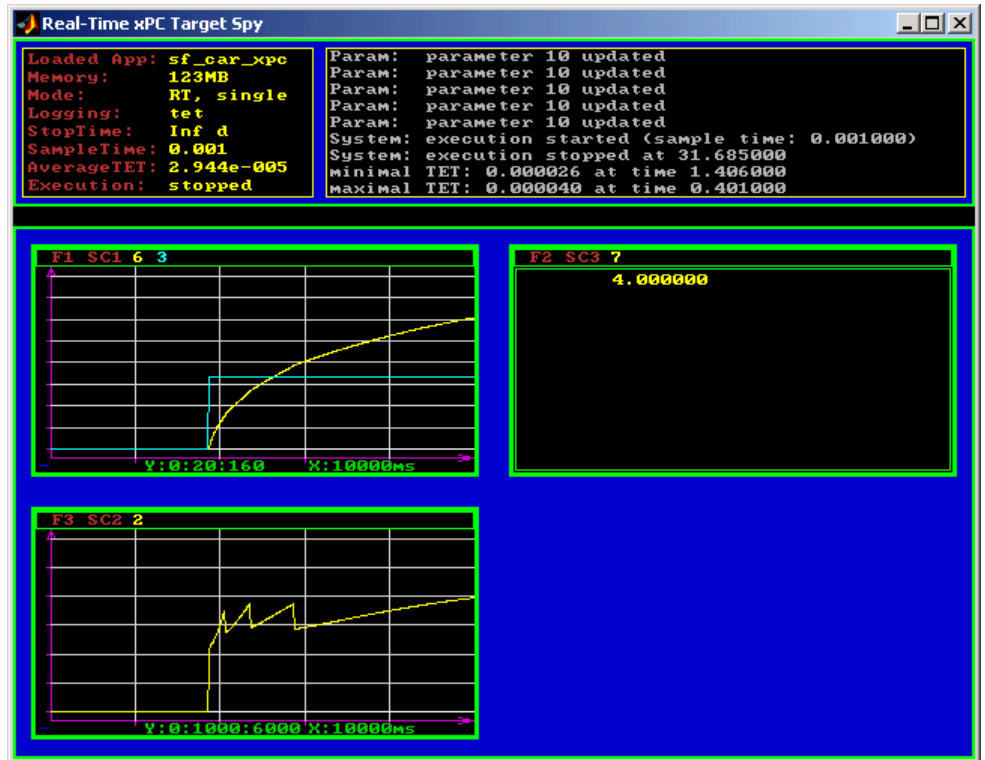 Real-Time xPC Target Spy
Loaded App: sf_car_xpc
Memory: 123MB
Mode: RT, single
Logging: tet
StopTime: Inf d
SampleTime: 0.001
AverageTET: 2.944e-005
Execution: stopped
Param: parameter 10 updated
Param: parameter 10 updated
Param: parameter 10 updated
Param: parameter 10 updated
Param: parameter 10 updated
System: execution started (sample time: 0.001000)
System: execution stopped at 31.685000
minimal TET: 0.000026 at time 1.406000
maximal TET: 0.000040 at time 0.401000
F1 SC1 6 3
Y:0:20:160 X:10000ms
F2 SC3 7
4.000000
F3 SC2 2
Y:0:1000:6000 X:10000ms